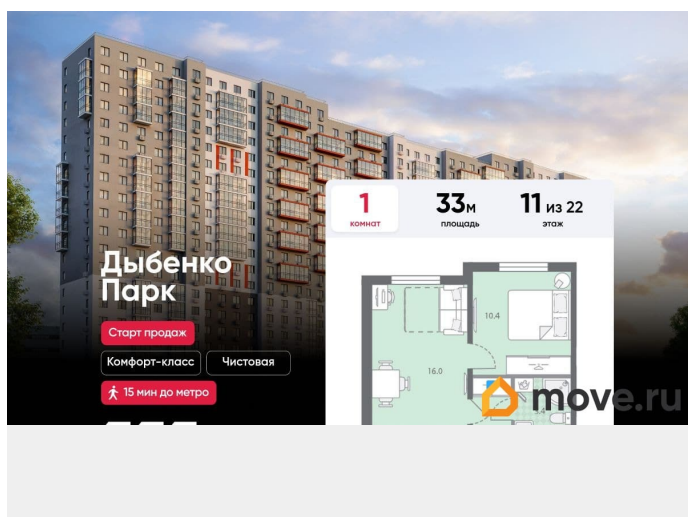 1
комнат
33м
площадь
11 из 22
этаж
Дыбенко
Парк
Старт продаж
Комфорт-класс
Чистовая
15 мин до метро
10.4
16.0
move.ru